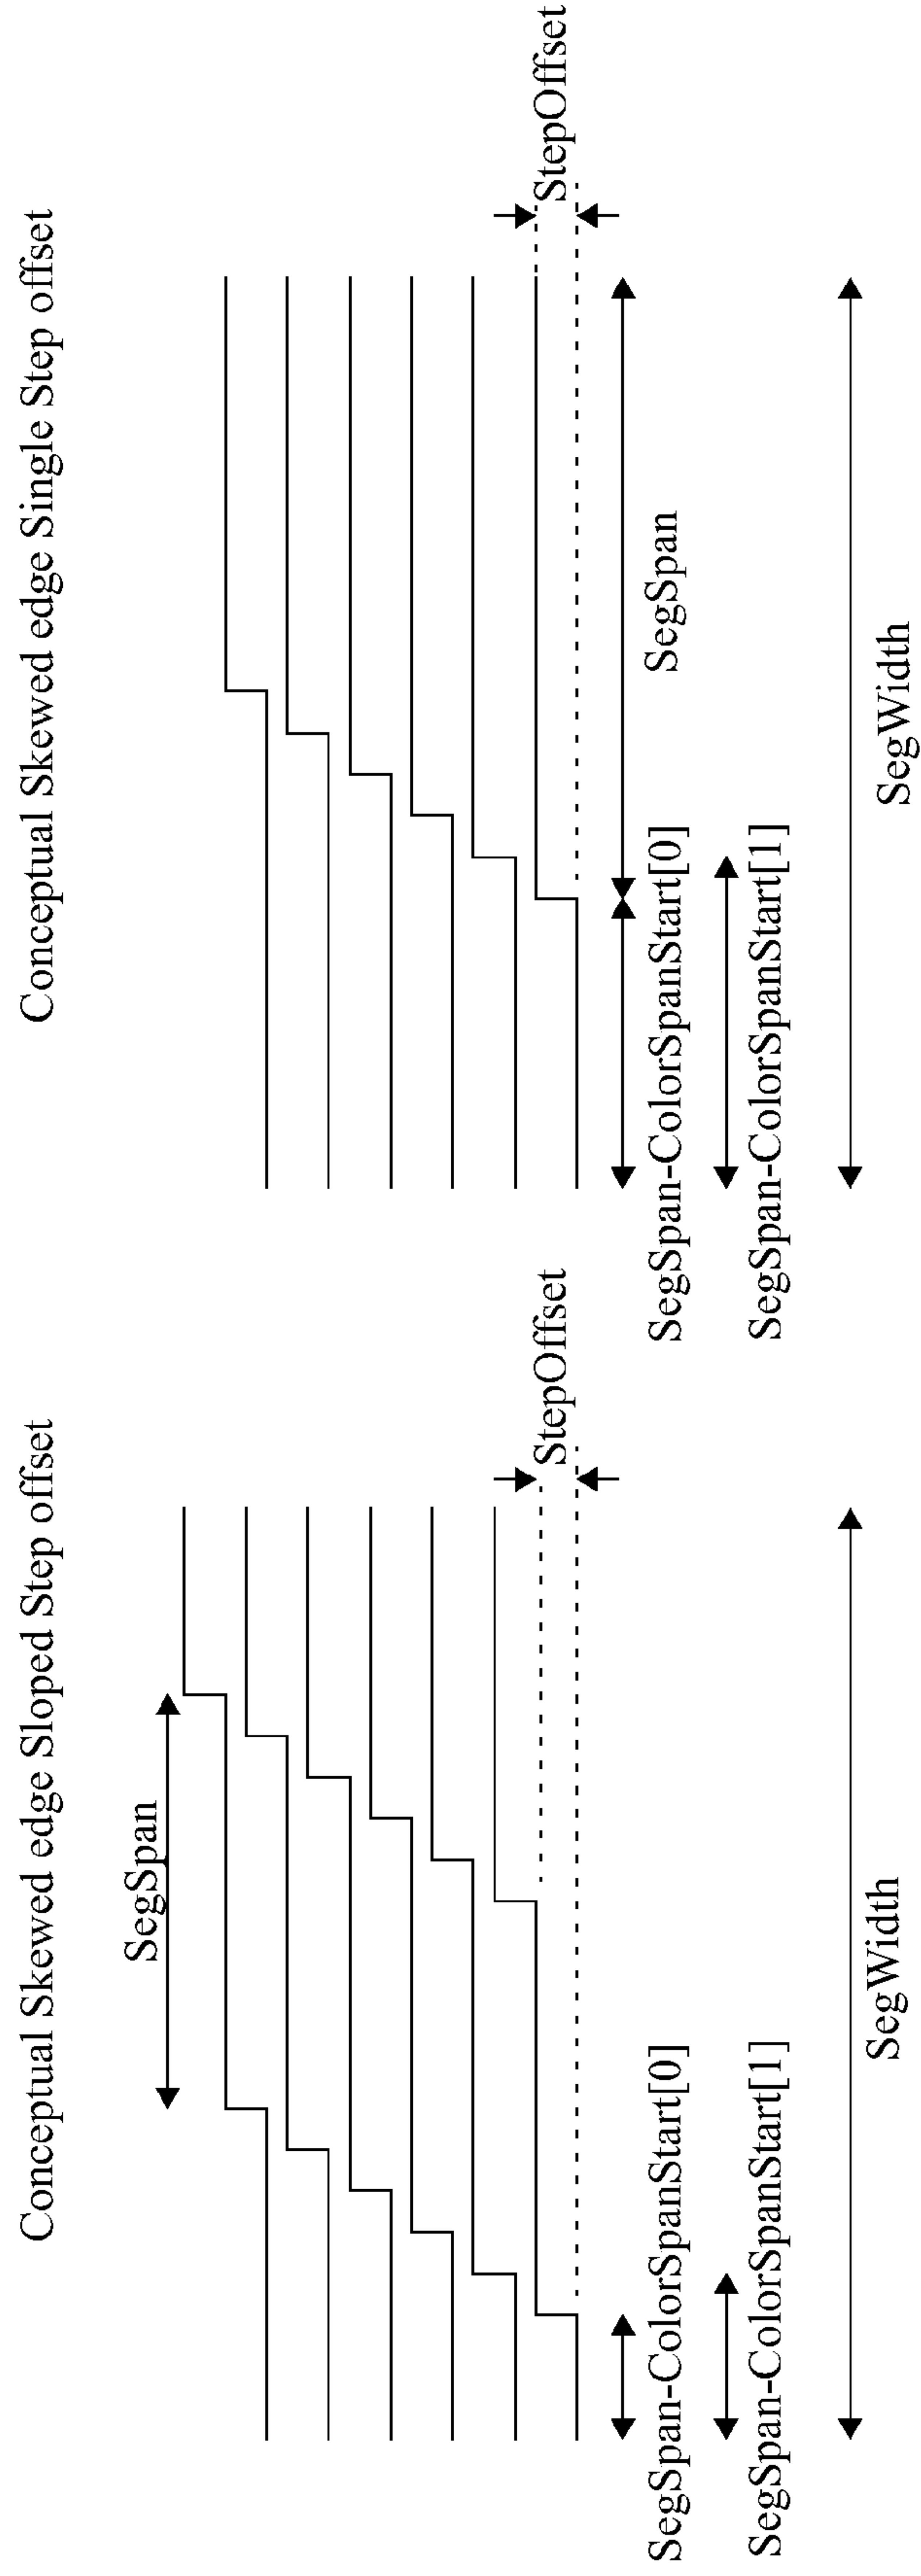 Conceptual Skewed edge Sloped Step offset
SegSpan
StepOffset
SegSpan-ColorSpanStart[0]
SegSpan-ColorSpanStart[1]
SegWidth
Conceptual Skewed edge Single Step offset
StepOffset
SegSpan
SegSpan-ColorSpanStart[0]
SegSpan-ColorSpanStart[1]
SegWidth